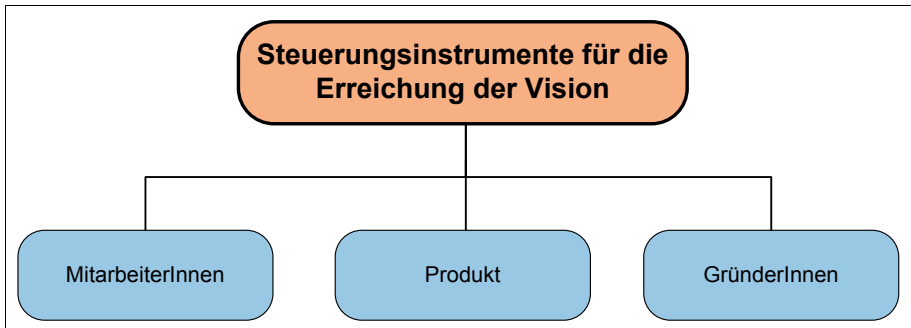 Steuerungsinstrumente für die
Erreichung der Vision
MitarbeiterInnen
Produkt
GründerInnen